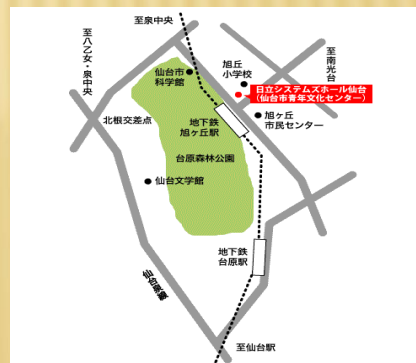 至泉中央
至八乙女・泉中央
旭丘
小学校
至南光台
仙台市
科学館
日立システムズホール仙台
(仙台市青年文化センター)
北根交差点
地下鉄
旭ヶ丘駅
旭ヶ丘
市民センター
台原森林公園
仙台文学館
地下鉄
台原駅
仙台泉線
至仙台駅